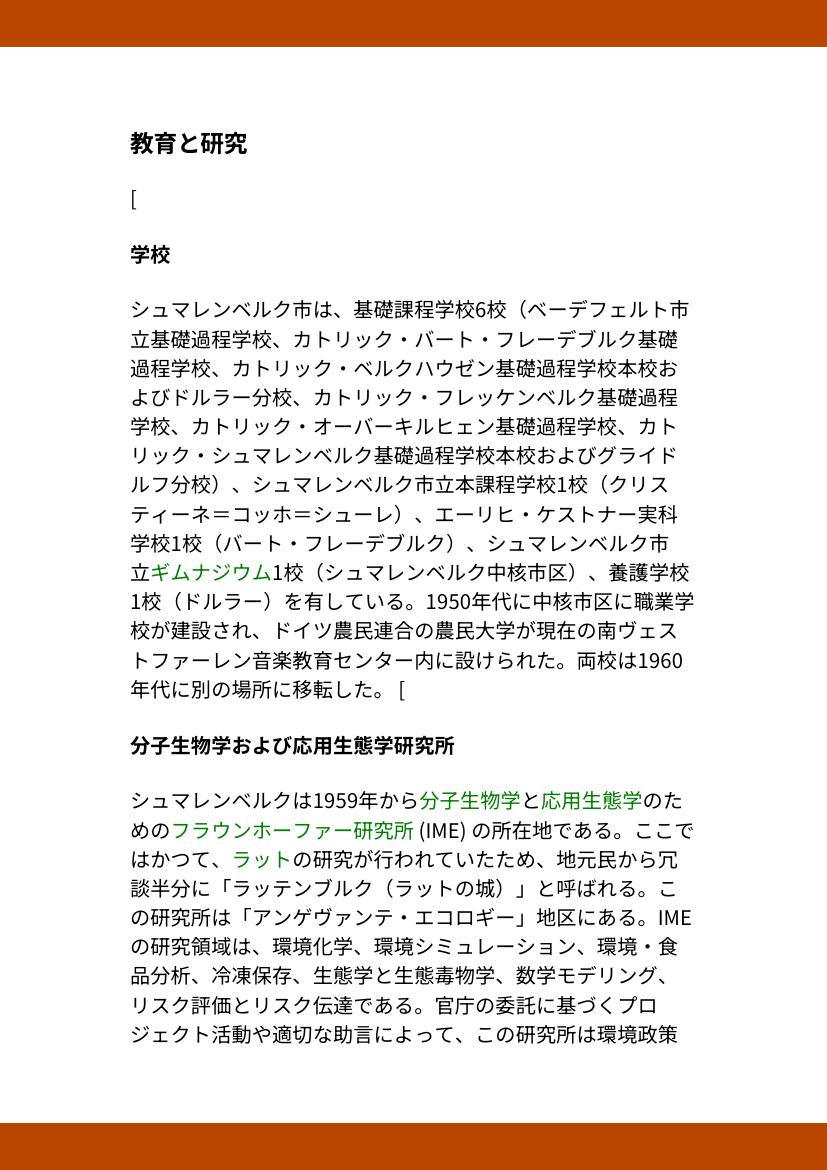 教育と研究
[
学校
シュマレンベルク市は、基礎課程学校6校（ベーデフェルト市
立基礎過程学校、カトリック・バート・フレーデブルク基礎
過程学校、カトリック・ベルクハウゼン基礎過程学校本校お
よびドルラー分校、カトリック・フレッケンベルク基礎過程
学校、カトリック・オーバーキルヒェン基礎過程学校、カト
リック・シュマレンベルク基礎過程学校本校およびグライド
ルフ分校）、シュマレンベルク市立本課程学校1校（クリス
ティーネ＝コッホ＝シューレ）、エーリヒ・ケストナー実科
学校1校（バート・フレーデブルク）、シュマレンベルク市
立ギムナジウム1校（シュマレンベルク中核市区）、養護学校
1校（ドルラー）を有している。1950年代に中核市区に職業学
校が建設され、ドイツ農民連合の農民大学が現在の南ヴェス
トファーレン音楽教育センター内に設けられた。両校は1960
年代に別の場所に移転した。 [
分子生物学および応用生態学研究所
シュマレンベルクは1959年から分子生物学と応用生態学のた
めのフラウンホーファー研究所 (IME) の所在地である。ここで
はかつて、ラットの研究が行われていたため、地元民から冗
談半分に「ラッテンブルク（ラットの城）」と呼ばれる。こ
の研究所は「アンゲヴァンテ・エコロギー」地区にある。IME
の研究領域は、環境化学、環境シミュレーション、環境・食
品分析、冷凍保存、生態学と生態毒物学、数学モデリング、
リスク評価とリスク伝達である。官庁の委託に基づくプロ
ジェクト活動や適切な助言によって、この研究所は環境政策